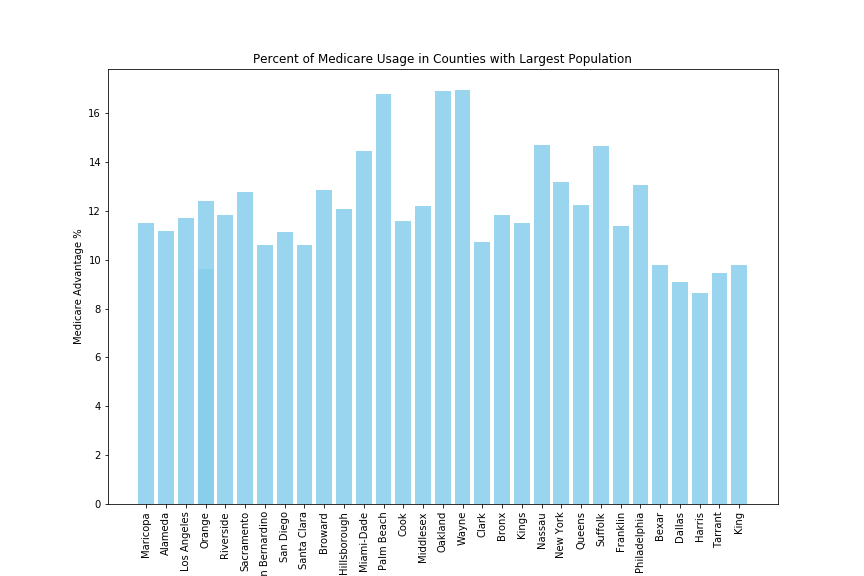 Percent of Medicare Usage in Counties with Largest Population
Medicare Advantage %
16
14
12
10
8
6
4
2
0
Maricopa
Alameda
Los Angeles
Orange
Riverside
Sacramento
n Bernardino
San Diego
Santa Clara
Broward
Hillsborough
Miami-Dade
Palm Beach
Cook
Middlesex
Oakland
Wayne
Clark
Bronx
Kings
Nassau
New York
Queens
Suffolk
Franklin
Philadelphia
Bexar
Dallas
Harris
Tarrant
King